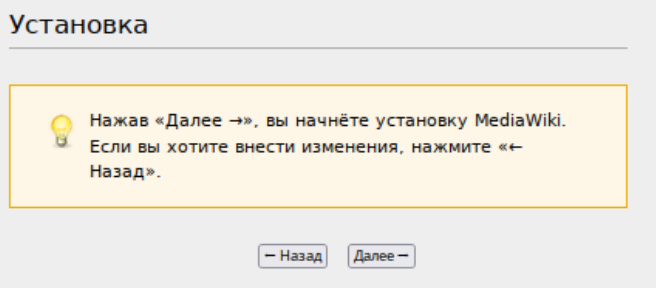 Установка
Нажав «Далее →», вы начнёте установку MediaWiki.
Если вы хотите внести изменения, нажмите «←
Назад».
← Назад Далее →